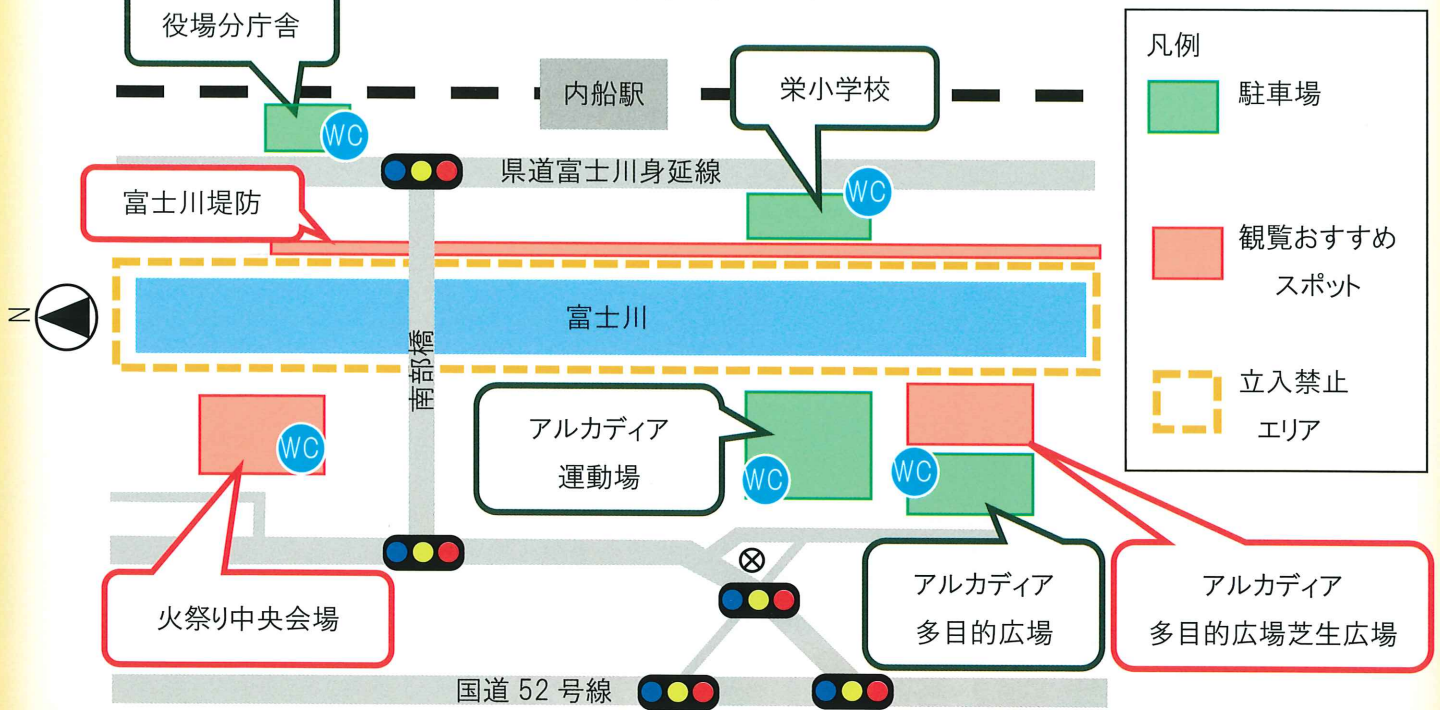 役場分庁舎
内船駅
栄小学校
WC
県道富士川身延線
WC
富士川堤防
N
富士川
南部橋
アルカディア
運動場
WC
WC
WC
火祭り中央会場
アルカディア
多目的広場
アルカディア
多目的広場芝生広場
国道52号線
凡例
駐車場
観覧おすすめ
スポット
立入禁止
エリア